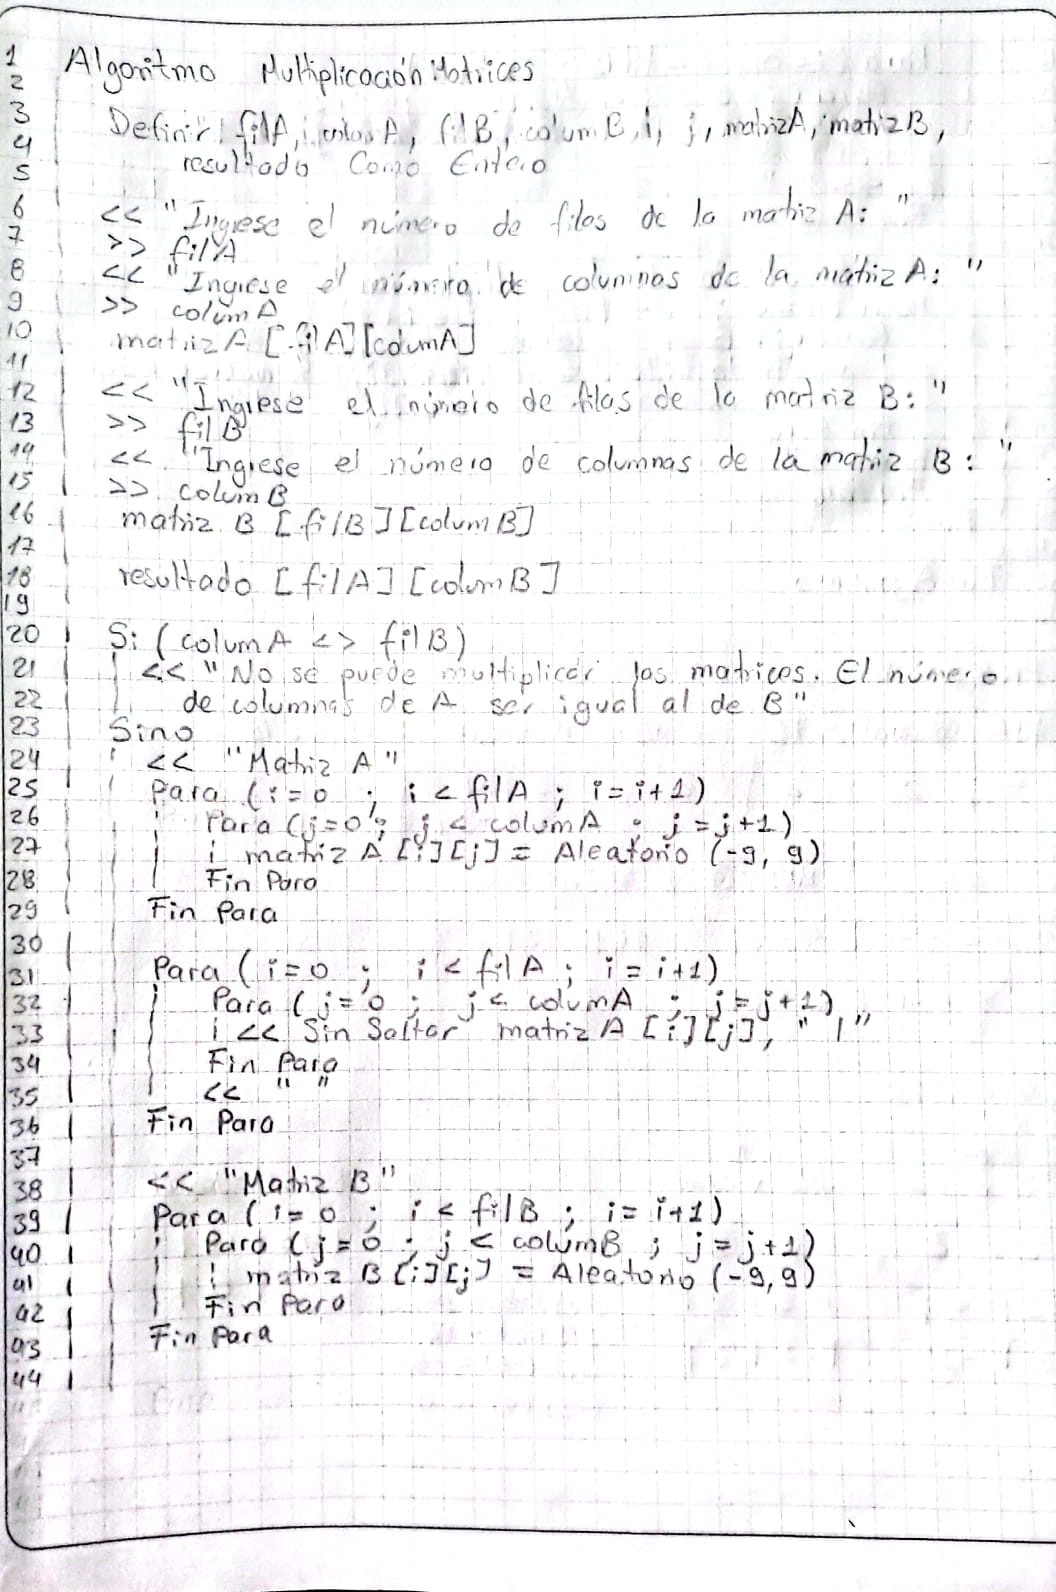 1 Algoritmo Multiplicación Matrices
2
3 Definir filA, columA, filB, columB, i, j, matrizA, matrizB,
4
5 resultado Como Entero
6 << "Ingrese el número de filas de la matriz A: "
7 >> filA
8 << "Ingrese el número de columnas de la matriz A: "
9 >> columA
10 matriz A [filA][columA]
11
12 << "Ingrese el número de filas de la matriz B: "
13 >> filB
14 << "Ingrese el número de columnas de la matriz B: "
15 >> columB
16 matriz B [filB][columB]
17
18 resultado [filA][columB]
19
20 Si (columA <> filB)
21 << "No se puede multiplicar las matrices. El número
22 de columnas de A ser igual al de B"
23 Sino
24 << "Matriz A"
25 Para (i=0 ; i < filA ; i=i+1)
26 Para (j=0 ; j < columA ; j=j+1)
27 matriz A [i][j] = Aleatorio (-9, 9)
28 Fin Para
29 Fin Para
30
31 Para (i=0 ; i < filA ; i=i+1)
32 Para (j=0 ; j < columA ; j=j+1)
33 << Sin Saltar matriz A [i][j], " |"
34 Fin Para
35 << " "
36 Fin Para
37
38 << "Matriz B"
39 Para (i=0 ; i < filB ; i=i+1)
40 Para (j=0 ; j < columB ; j=j+1)
41 matriz B [i][j] = Aleatorio (-9, 9)
42 Fin Para
43 Fin Para
44